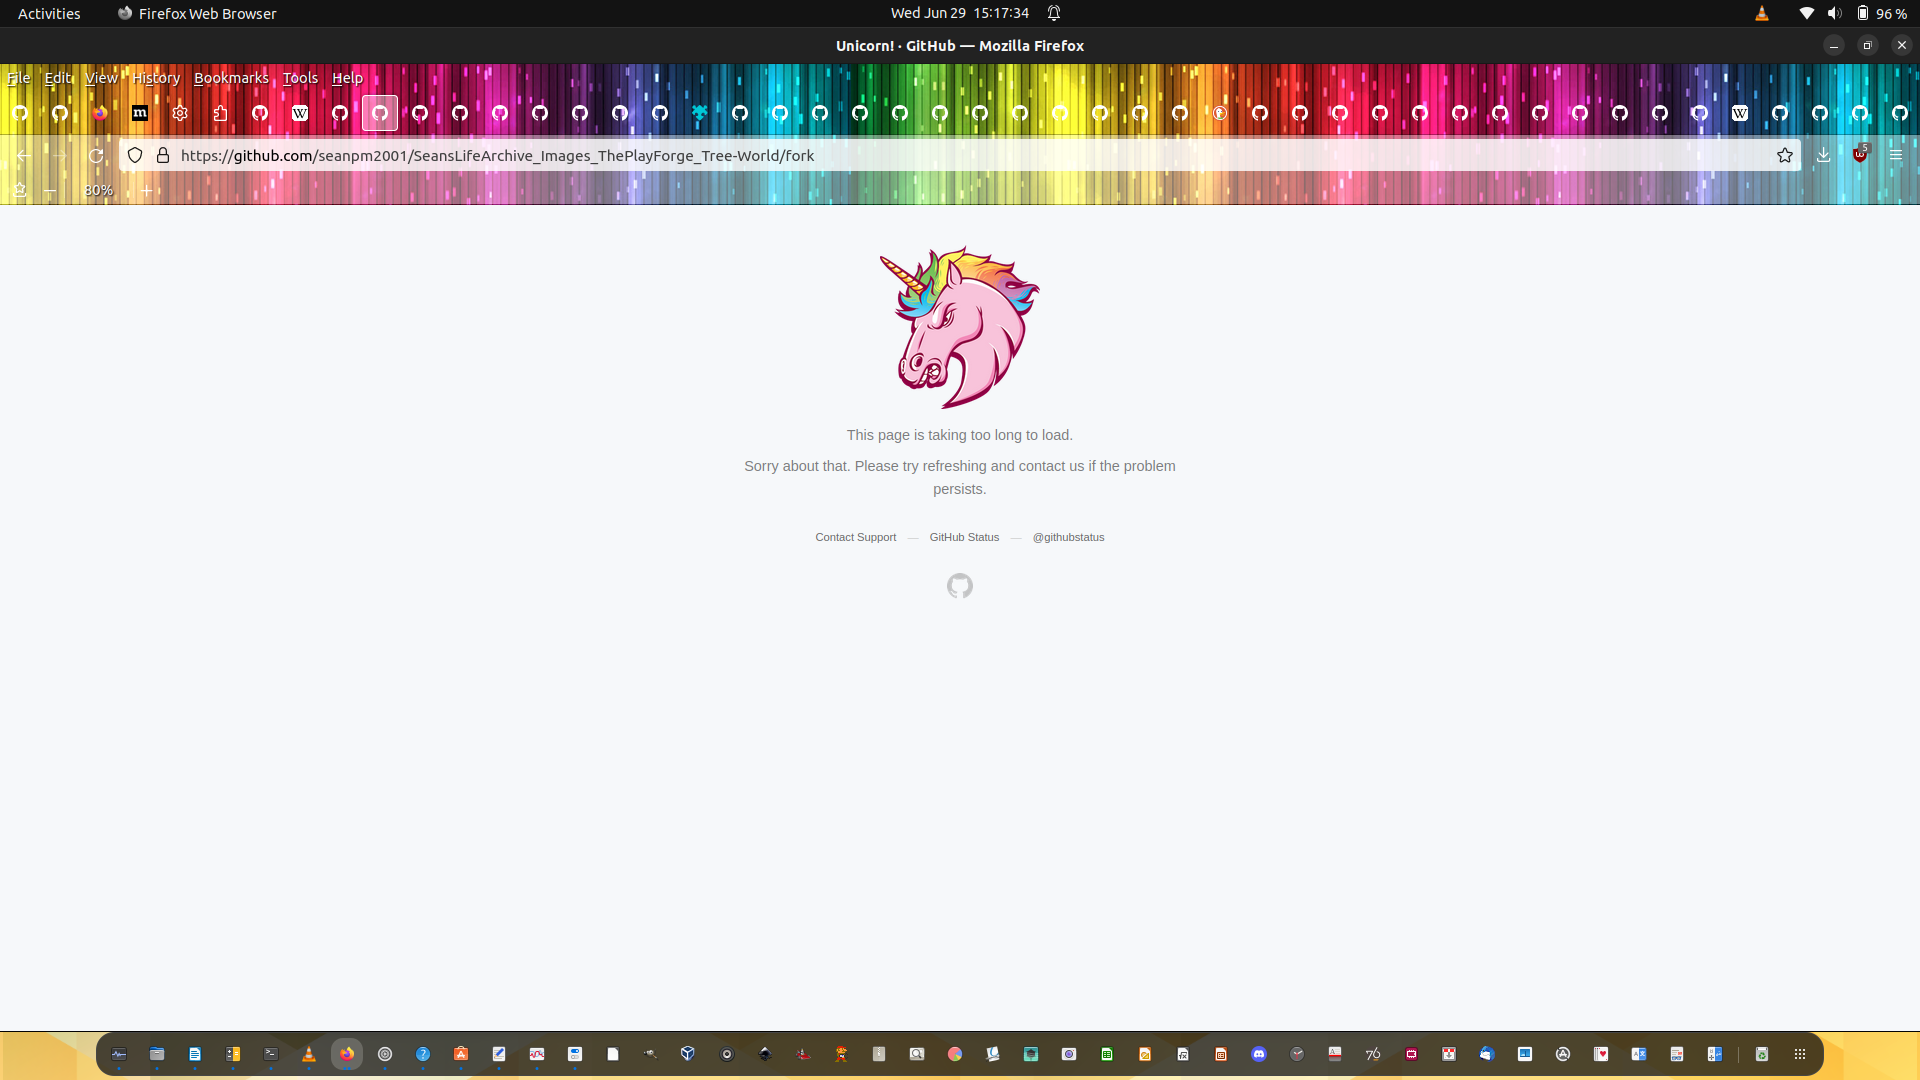 Activities Firefox Web Browser Wed Jun 29 15:17:34 96 %
Unicorn! · GitHub — Mozilla Firefox
File Edit View History Bookmarks Tools Help
m W W
https://github.com/seanpm2001/SeansLifeArchive_Images_ThePlayForge_Tree-World/fork 5
80%
This page is taking too long to load.
Sorry about that. Please try refreshing and contact us if the problem
persists.
Contact Support — GitHub Status — @githubstatus
76